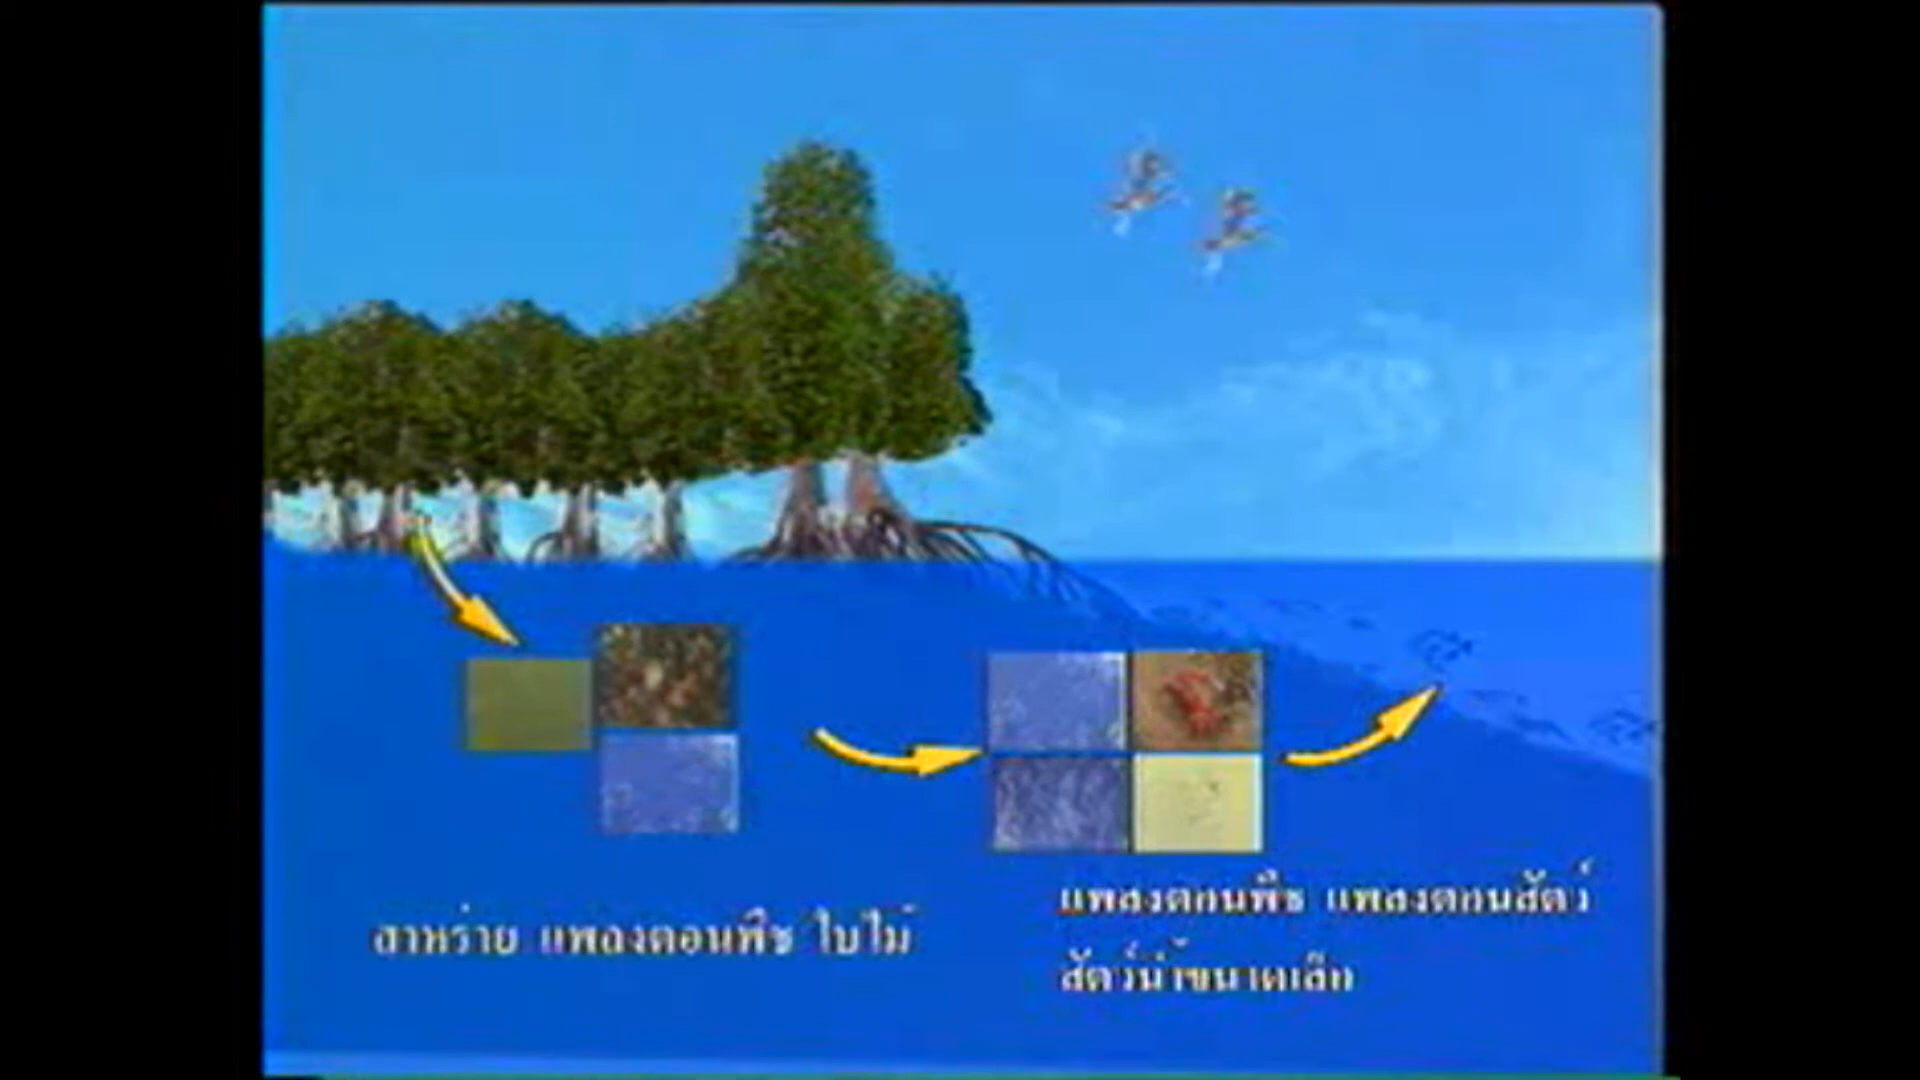 สาหร่าย แพลงตอนพืช ใบไม้
แพลงตอนพืช แพลงตอนสัตว์
สัตว์น้ำขนาดเล็ก